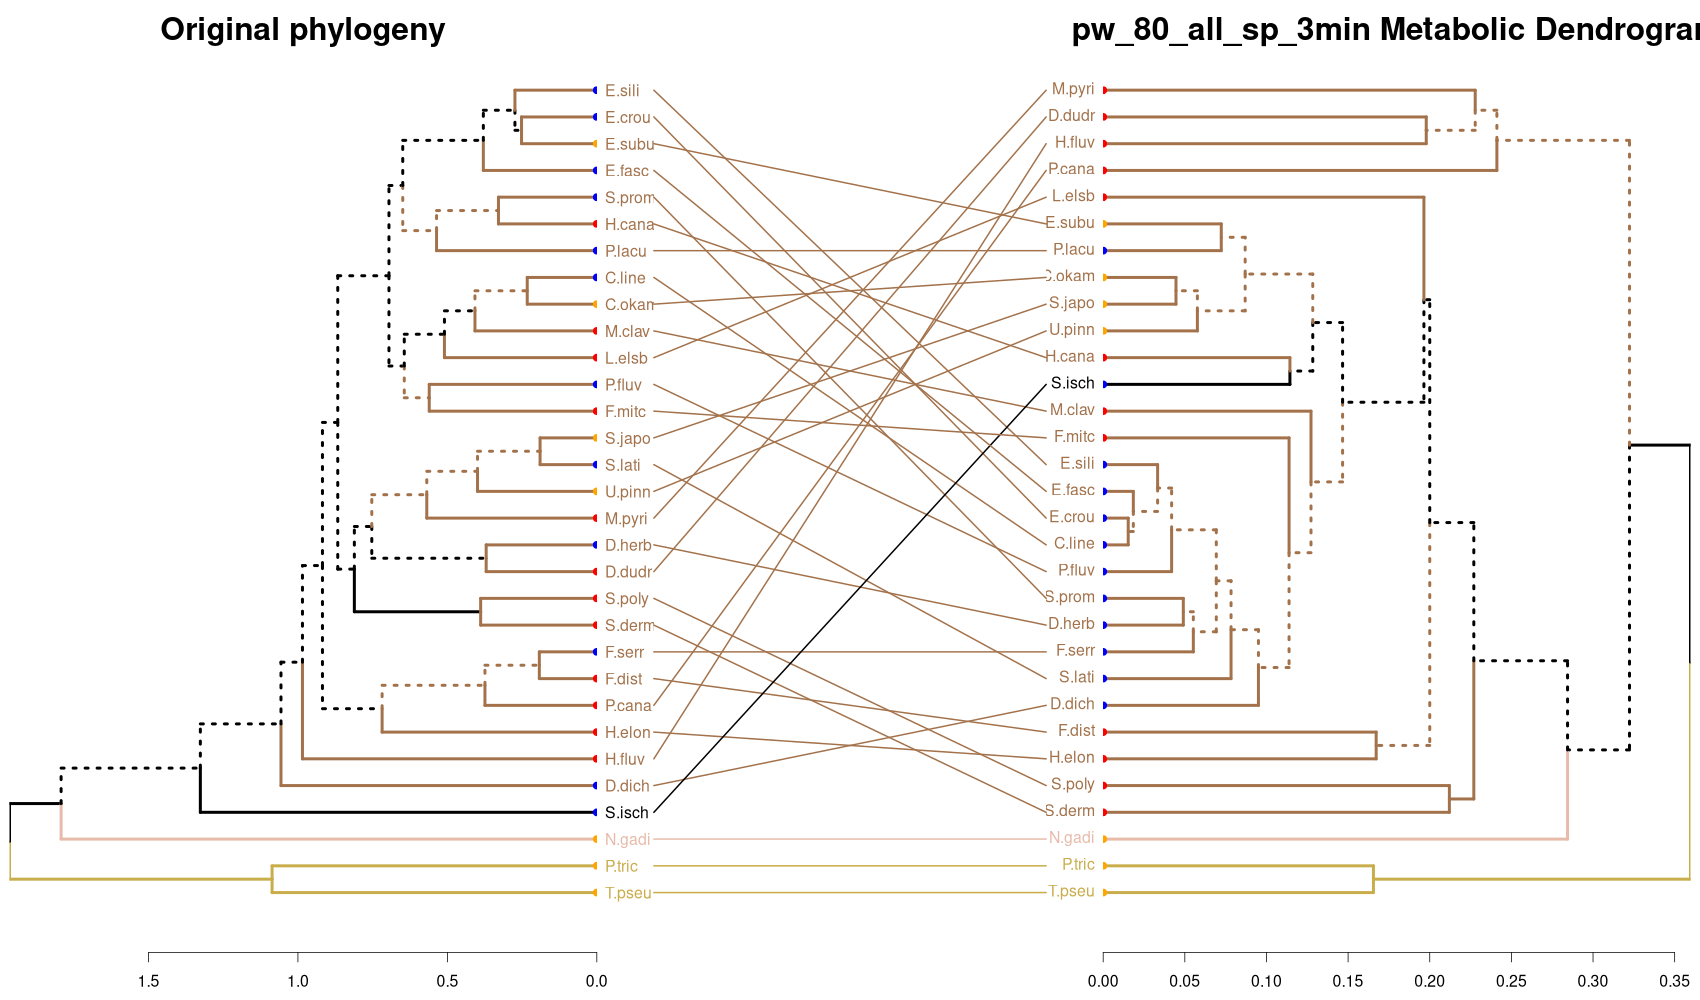 Original phylogeny
pw_80_all_sp_3min Metabolic Dendrogra
E.sili
E.crou
E.subu
E.fasc
S.prom
H.cana
P.lacu
C.line
C.okan
M.clav
L.elsb
P.fluv
F.mitc
S.japo
S.lati
U.pinn
M.pyri
D.herb
D.dudr
S.poly
S.derm
F.serr
F.dist
P.cana
H.elon
H.fluv
D.dich
S.isch
N.gadi
P.tric
T.pseu
M.pyri
D.dudr
H.fluv
P.cana
L.elsb
E.subu
P.lacu
C.okam
S.japo
U.pinn
H.cana
S.isch
M.clav
F.mitc
E.sili
E.fasc
E.crou
C.line
P.fluv
S.prom
D.herb
F.serr
S.lati
D.dich
F.dist
H.elon
S.poly
S.derm
N.gadi
P.tric
T.pseu
1.5 1.0 0.5 0.0
0.00 0.05 0.10 0.15 0.20 0.25 0.30 0.35